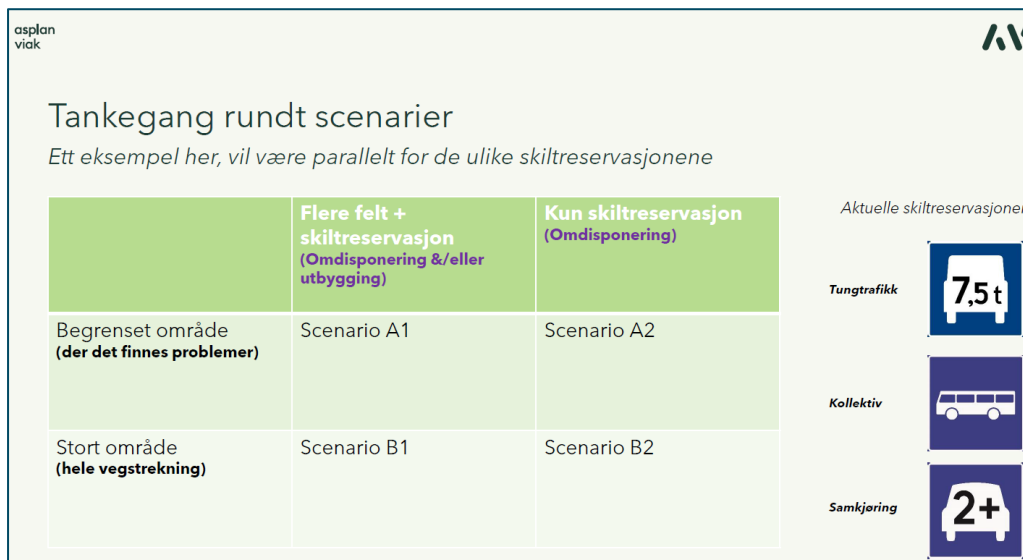 asplan
viak
Tankegang rundt scenarier
Ett eksempel her, vil være parallelt for de ulike skiltreservasjonene
Flere felt +
skiltreservasjon
(Omdisponering &/eller
utbygging)
Kun skiltreservasjon
(Omdisponering)
Begrenset område
(der det finnes problemer)
Scenario A1
Scenario A2
Stort område
(hele vegstrekning)
Scenario B1
Scenario B2
Aktuelle skiltreservasjoner
Tungtrafikk
7,5 t
Kollektiv
Samkjøring
2+